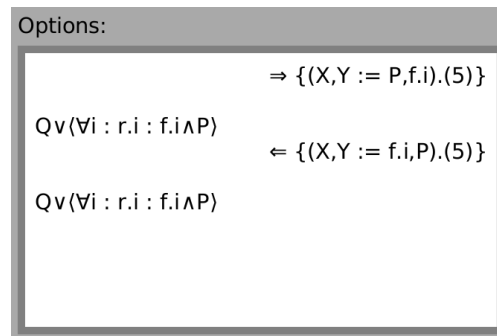 Options:
⇒ {(X,Y := P,f.i).(5)}
Q∨⟨∀i : r.i : f.i∧P⟩
⇐ {(X,Y := f.i,P).(5)}
Q∨⟨∀i : r.i : f.i∧P⟩